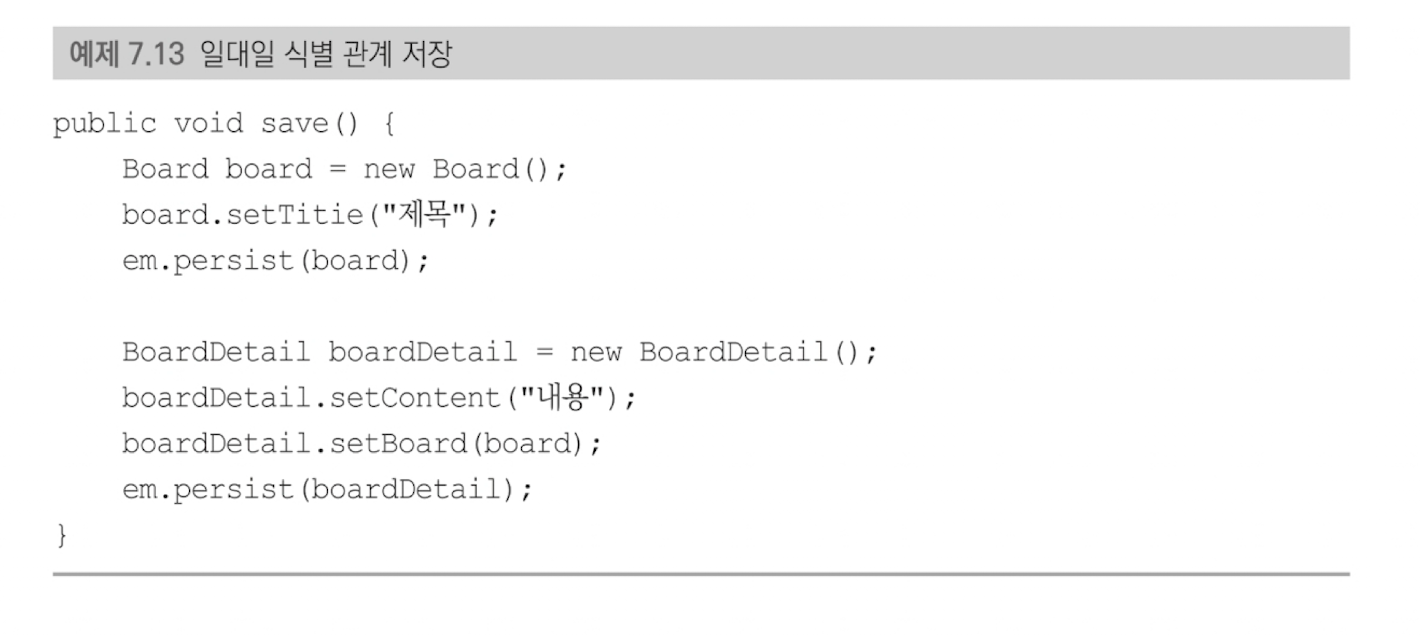 예제 7.13 일대일 식별 관계 저장
public void save() {
    Board board = new Board();
    board.setTitie("제목");
    em.persist(board);

    BoardDetail boardDetail = new BoardDetail();
    boardDetail.setContent("내용");
    boardDetail.setBoard(board);
    em.persist(boardDetail);
}